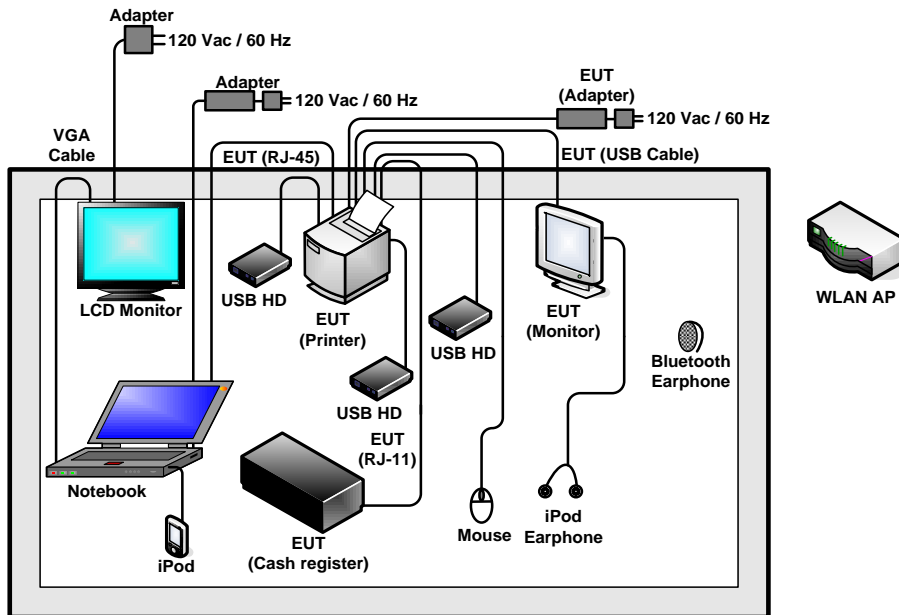 120 Vac / 60 Hz
Adapter
120 Vac / 60 Hz
EUT
(Adapter)
120 Vac / 60 Hz
VGA
Cable
EUT (RJ-45)
EUT (USB Cable)
LCD Monitor
USB HD
EUT
(Printer)
USB HD
EUT
(Monitor)
WLAN AP
Bluetooth
Earphone
USB HD
EUT
(RJ-11)
Notebook
iPod
EUT
(Cash register)
Mouse
iPod
Earphone
Adapter